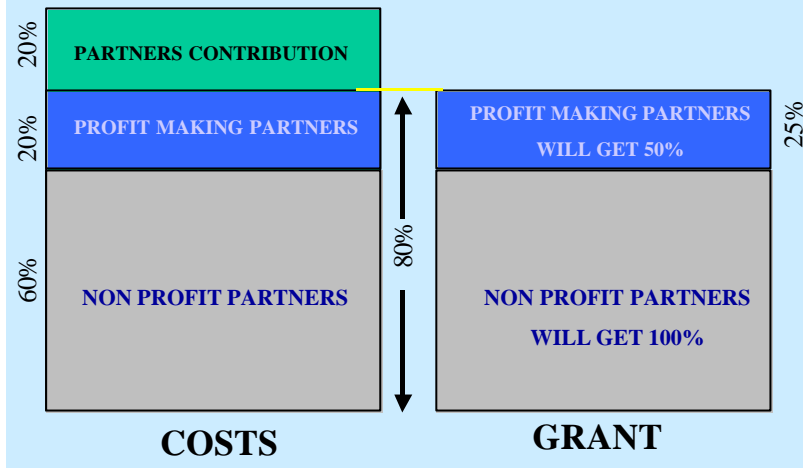 20%
PARTNERS CONTRIBUTION
20%
PROFIT MAKING PARTNERS
60%
NON PROFIT PARTNERS
COSTS
80%
PROFIT MAKING PARTNERS
WILL GET 50%
25%
NON PROFIT PARTNERS
WILL GET 100%
GRANT